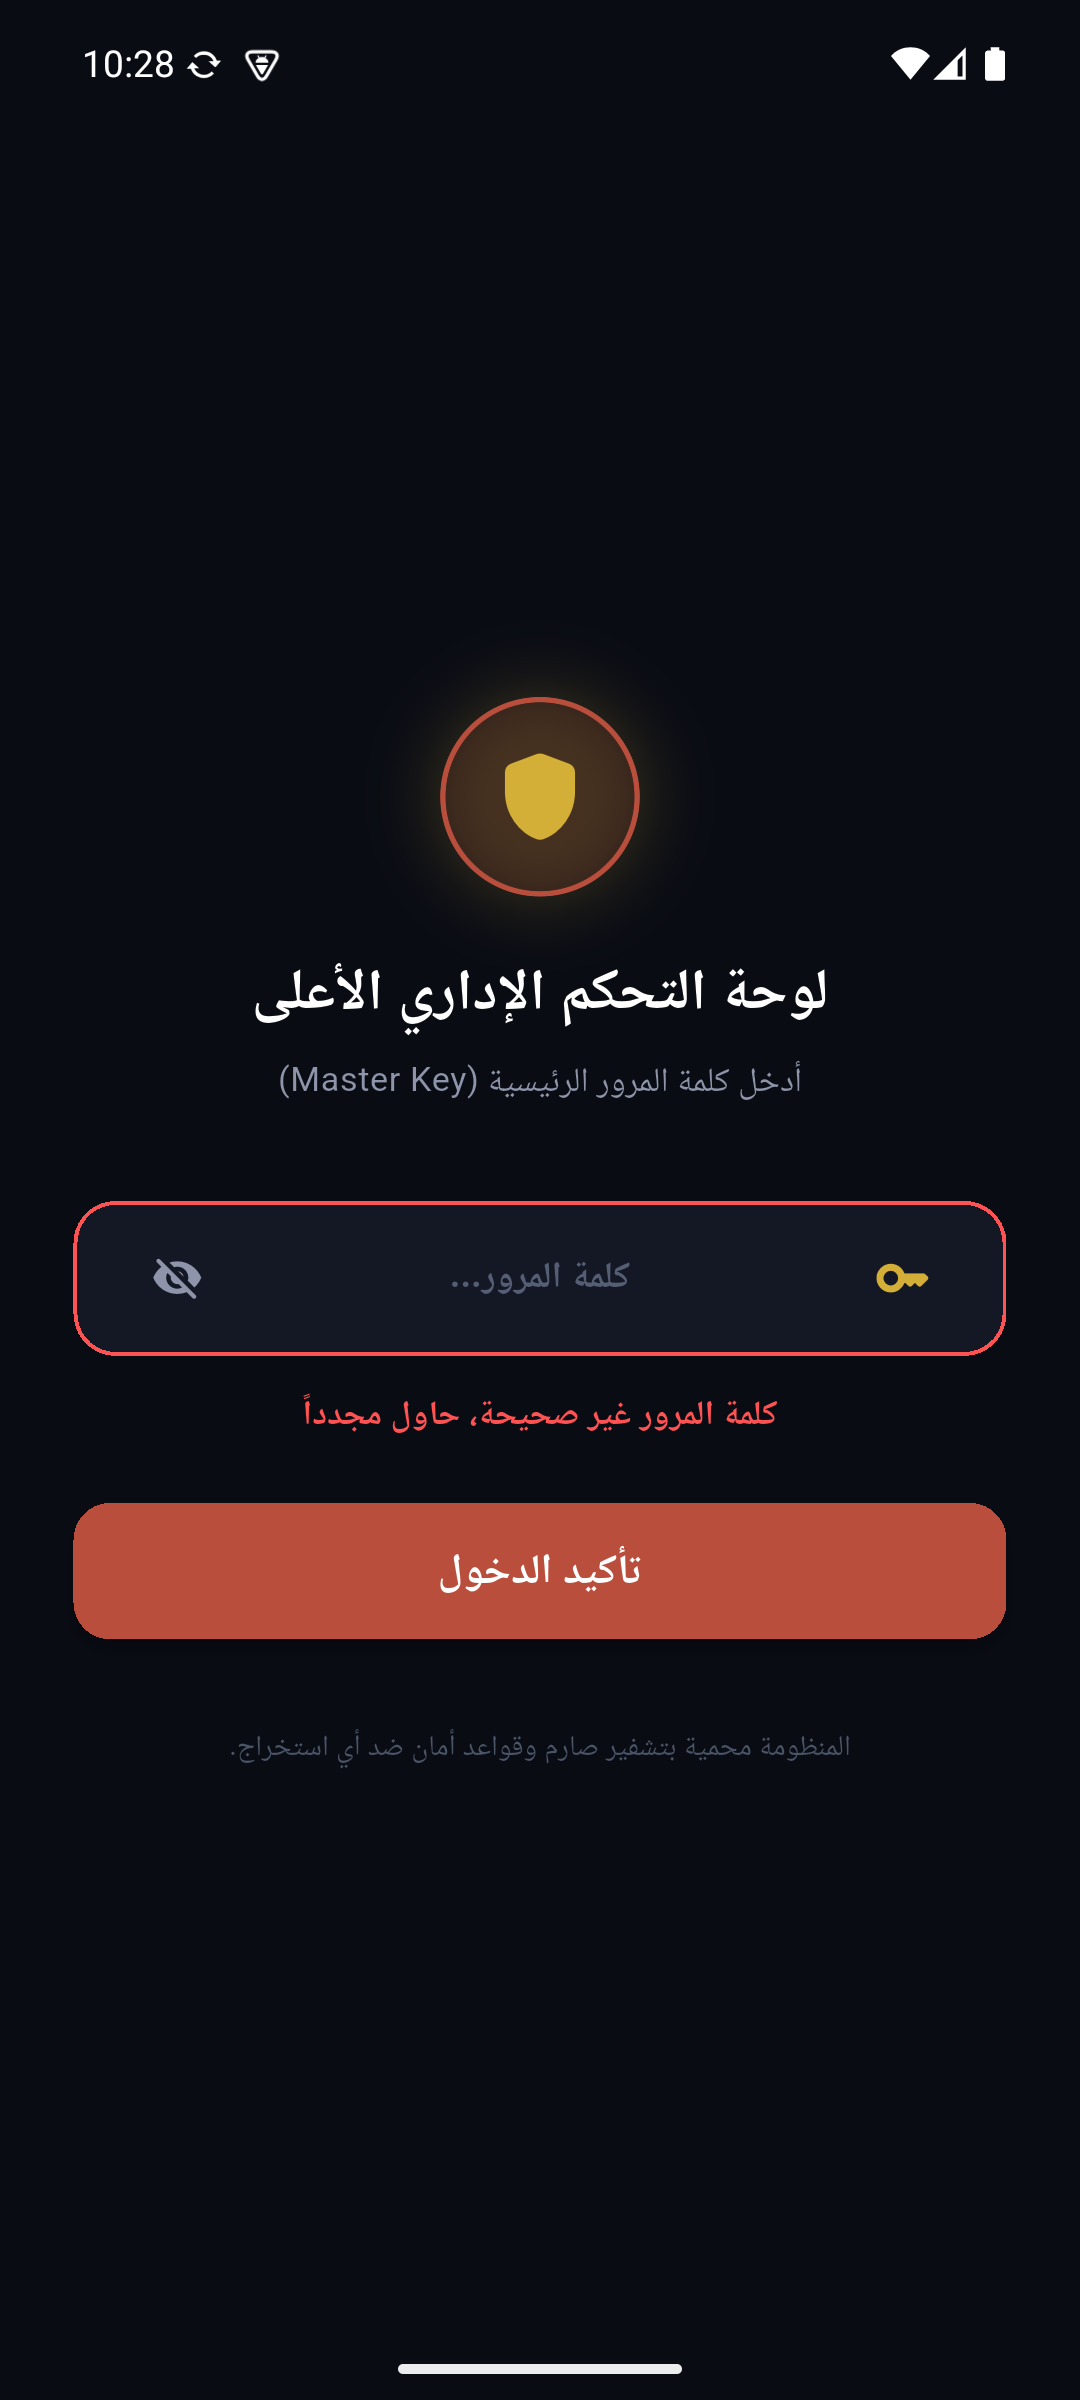 10:28
لوحة التحكم الإداري الأعلى
أدخل كلمة المرور الرئيسية (Master Key)
كلمة المرور...
كلمة المرور غير صحيحة، حاول مجدداً
تأكيد الدخول
المنظومة محمية بتشفير صارم وقواعد أمان ضد أي استخراج.